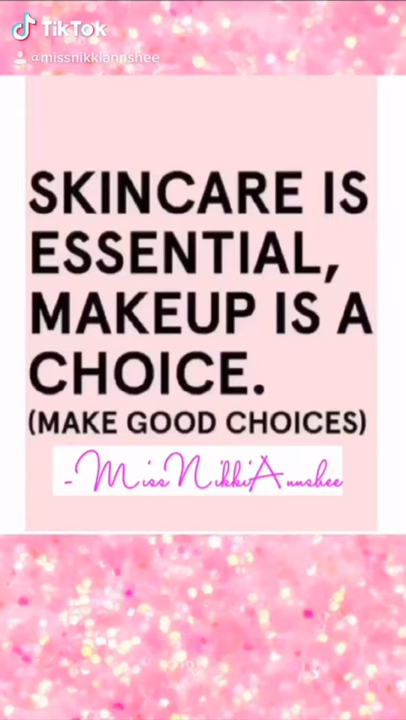 TikTok
@missnikkiannshee
SKINCARE IS
ESSENTIAL,
MAKEUP IS A
CHOICE.
(MAKE GOOD CHOICES)
-MissNikkiAnnshee